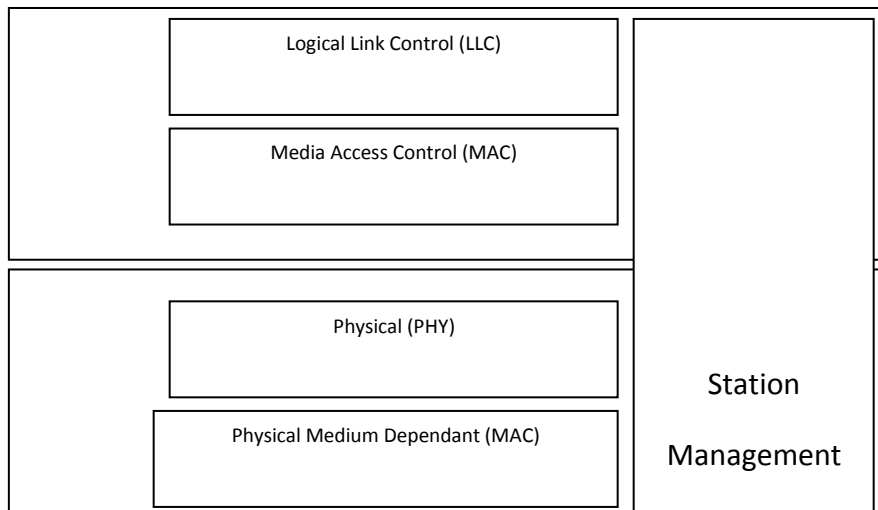 Logical Link Control (LLC)
Media Access Control (MAC)
Physical (PHY)
Physical Medium Dependant (MAC)
Station
Management